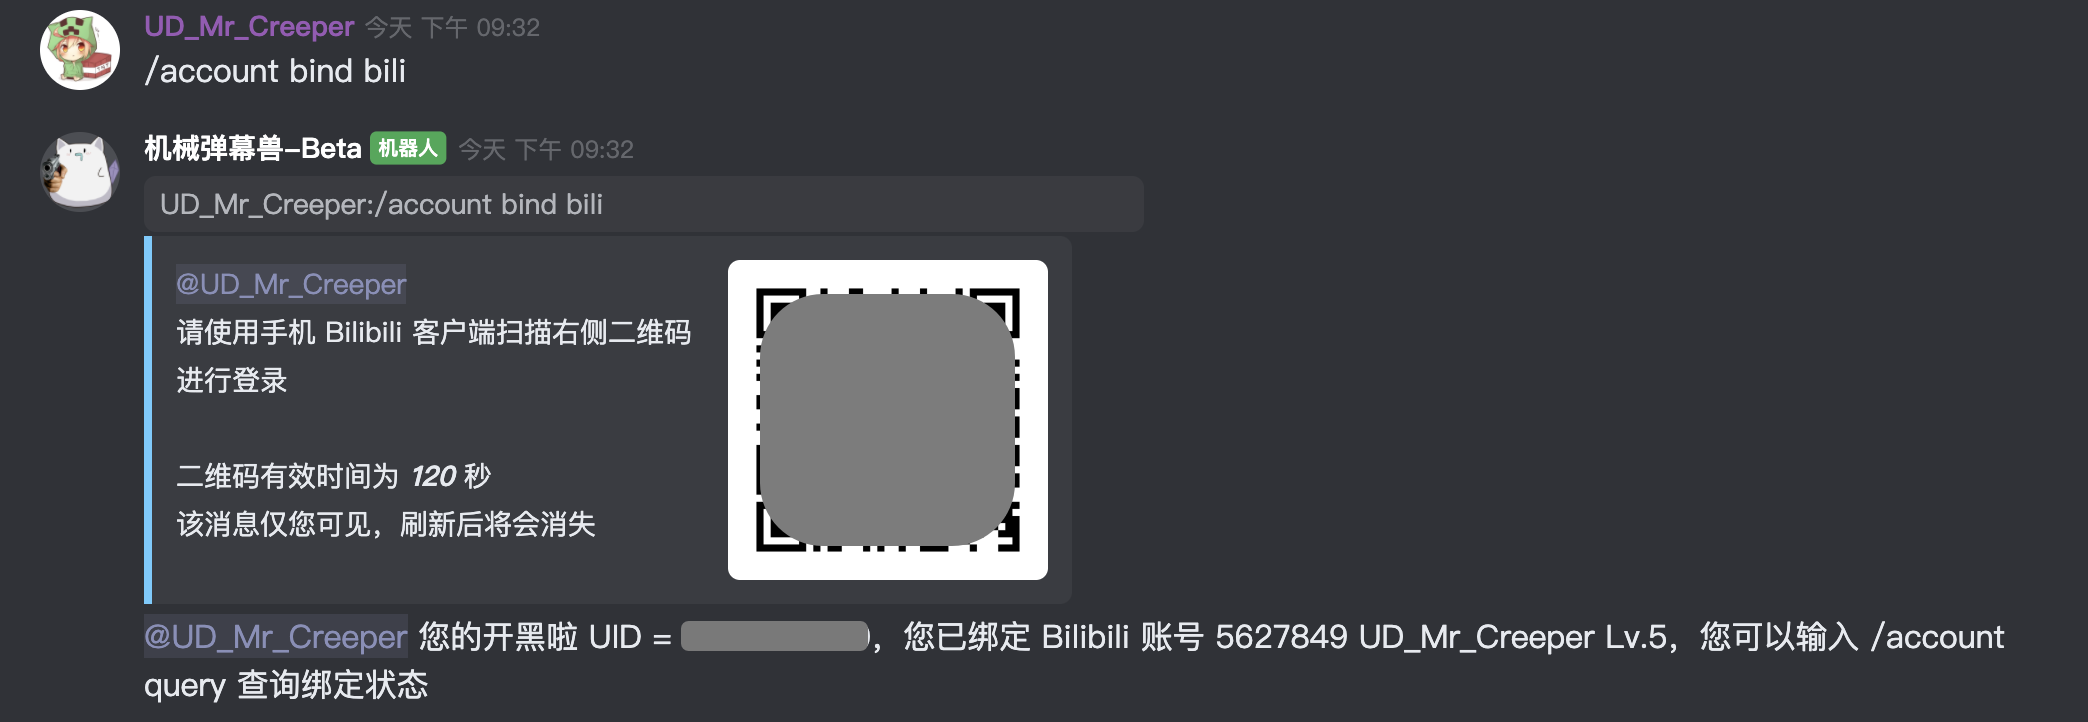 UD_Mr_Creeper 今天 下午 09:32
/account bind bili
机械弹幕兽-Beta 机器人 今天 下午 09:32
UD_Mr_Creeper:/account bind bili
@UD_Mr_Creeper
请使用手机 Bilibili 客户端扫描右侧二维码
进行登录
二维码有效时间为 120 秒
该消息仅您可见，刷新后将会消失
@UD_Mr_Creeper 您的开黑啦 UID = ，您已绑定 Bilibili 账号 5627849 UD_Mr_Creeper Lv.5，您可以输入 /account
query 查询绑定状态